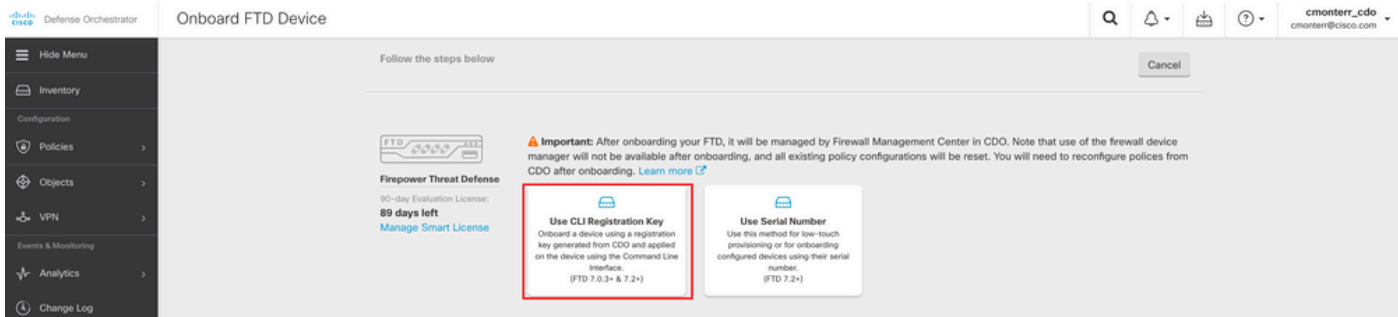 cisco Defense Orchestrator
Onboard FTD Device
cmonterr_cdo
cmonterr@cisco.com
Hide Menu
Inventory
Configuration
Policies
Objects
VPN
Events & Monitoring
Analytics
Change Log
Follow the steps below
Cancel
FTD
Firepower Threat Defense
90-day Evaluation License:
89 days left
Manage Smart License
Important: After onboarding your FTD, it will be managed by Firewall Management Center in CDO. Note that use of the firewall device
manager will not be available after onboarding, and all existing policy configurations will be reset. You will need to reconfigure polices from
CDO after onboarding. Learn more
Use CLI Registration Key
Onboard a device using a registration
key generated from CDO and applied
on the device using the Command Line
Interface.
(FTD 7.0.3+ & 7.2+)
Use Serial Number
Use this method for low-touch
provisioning or for onboarding
configured devices using their serial
number.
(FTD 7.2+)